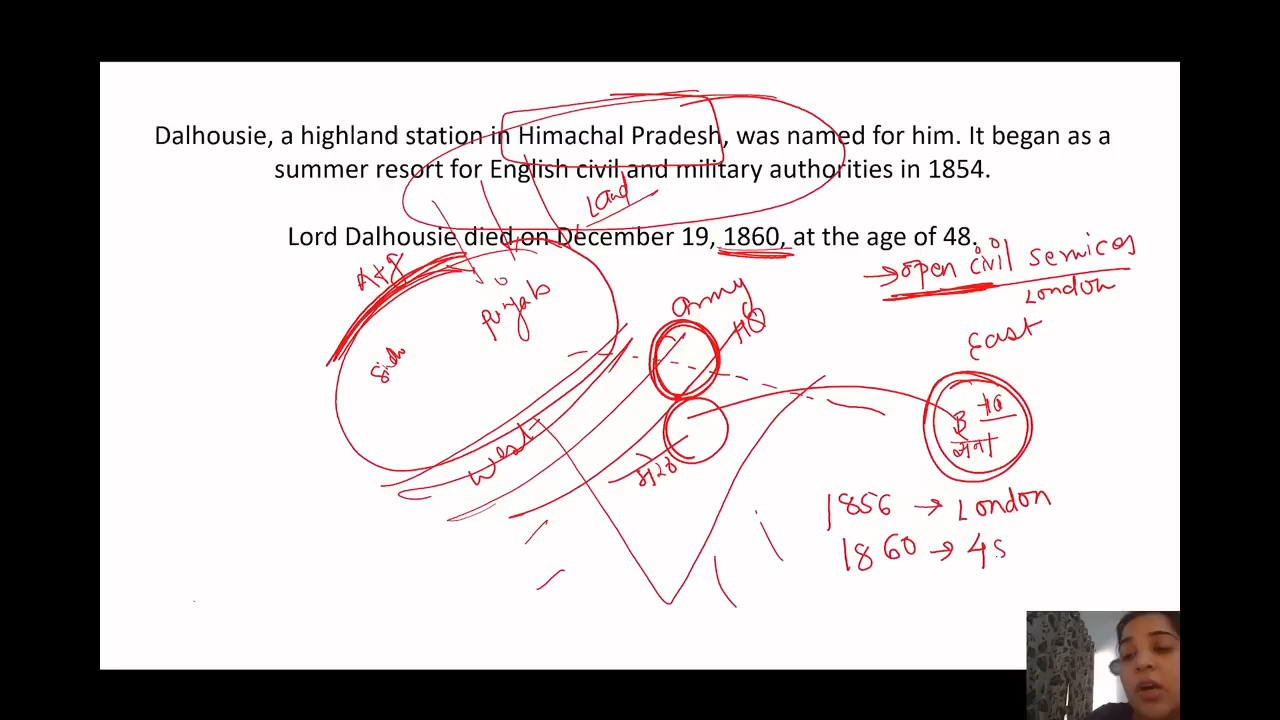 Dalhousie, a highland station in Himachal Pradesh, was named for him. It began as a
summer resort for English civil and military authorities in 1854.
Land
Lord Dalhousie died on December 19, 1860, at the age of 48.
→ open civil services
London
Punjab
Army
HQ
East
West
B
1856 → London
1860 →